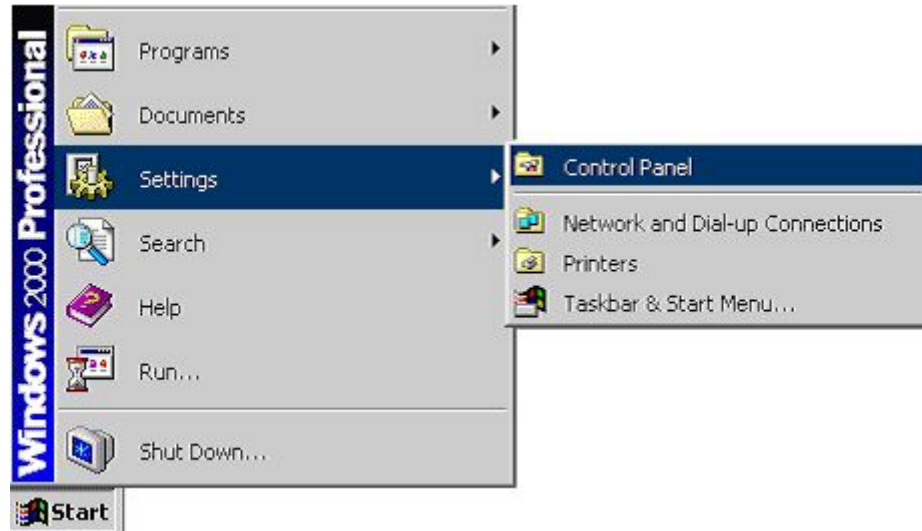 Windows 2000 Professional
Programs
Documents
Settings
Search
Help
Run...
Shut Down...
Control Panel
Network and Dial-up Connections
Printers
Taskbar & Start Menu...
Start